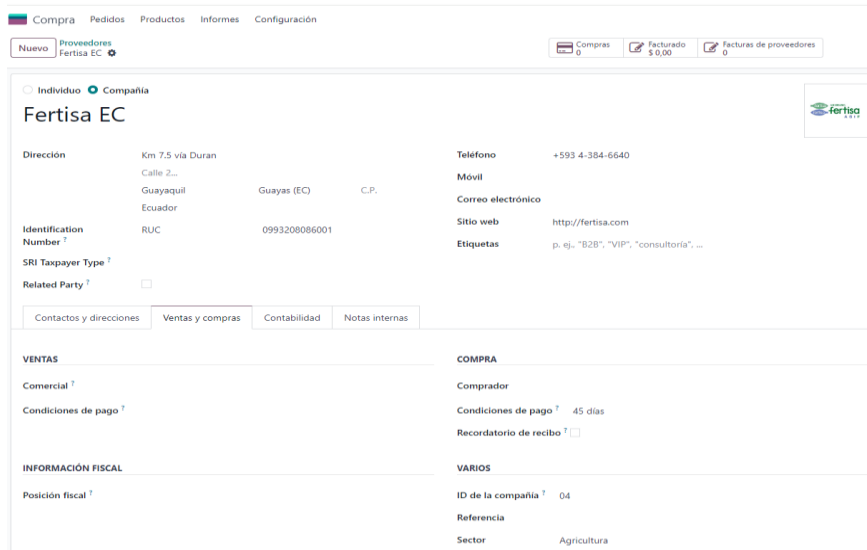 Compra Pedidos Productos Informes Configuración
Nuevo Proveedores Compras Facturado Facturas de proveedores
Fertisa EC 0 $ 0,00 0
Individuo Compañía
Fertisa EC
fertisa
Dirección Km 7.5 vía Duran Teléfono +593 4-384-6640
Calle 2... Móvil
Guayaquil Guayas (EC) C.P. Correo electrónico
Ecuador
Sitio web http://fertisa.com
Identification Number ? RUC 0993208086001
Etiquetas p. ej., "B2B", "VIP", "consultoría", ...
SRI Taxpayer Type ?
Related Party ?
Contactos y direcciones Ventas y compras Contabilidad Notas internas
VENTAS COMPRA
Comercial ? Comprador
Condiciones de pago ? Condiciones de pago ? 45 días
Recordatorio de recibo ?
INFORMACIÓN FISCAL VARIOS
Posición fiscal ? ID de la compañía ? 04
Referencia
Sector Agricultura